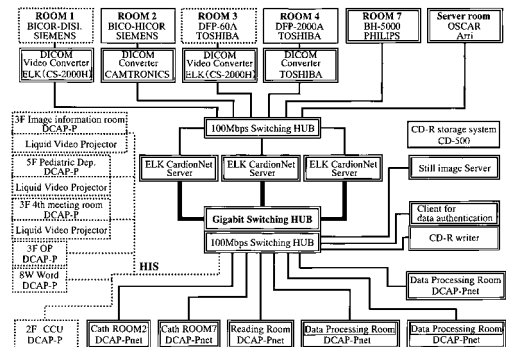 ROOM 1
BICOR-DISI.
SIEMENS
ROOM 2
BICO-HICOR
SIEMENS
ROOM 3
DFP-60A
TOSHIBA
ROOM 4
DFP-2000A
TOSHIBA
ROOM 7
BH-5000
PHILIPS
Server room
OSCAR
Arri
DICOM
Video Converter
ELK(CS-2000H)
DICOM
Converter
CAMTRONICS
DICOM
Video Converter
ELK(CS-2000H)
DICOM
Converter
TOSHIBA
3F Image information room
DCAP-P
Liquid Video Projector
5F Pediatric Dep.
DCAP-P
Liquid Video Projector
3F 4th meeting room
DCAP-P
Liquid Video Projector
3F OP
DCAP-P
8W Word
DCAP-P
2F CCU
DCAP-P
100Mbps Switching HUB
ELK CardionNet
Server
ELK CardionNet
Server
ELK CardionNet
Server
Gigabit Switching HUB
100Mbps Switching HUB
HIS
CD-R storage system
CD-500
Still image Server
Client for
data authentication
CD-R writer
Data Processing Room
DCAP-Pnet
Cath ROOM2
DCAP-Pnet
Cath ROOM7
DCAP-Pnet
Reading Room
DCAP-Pnet
Data Processing Room
DCAP-Pnet
Data Processing Room
DCAP-Pnet